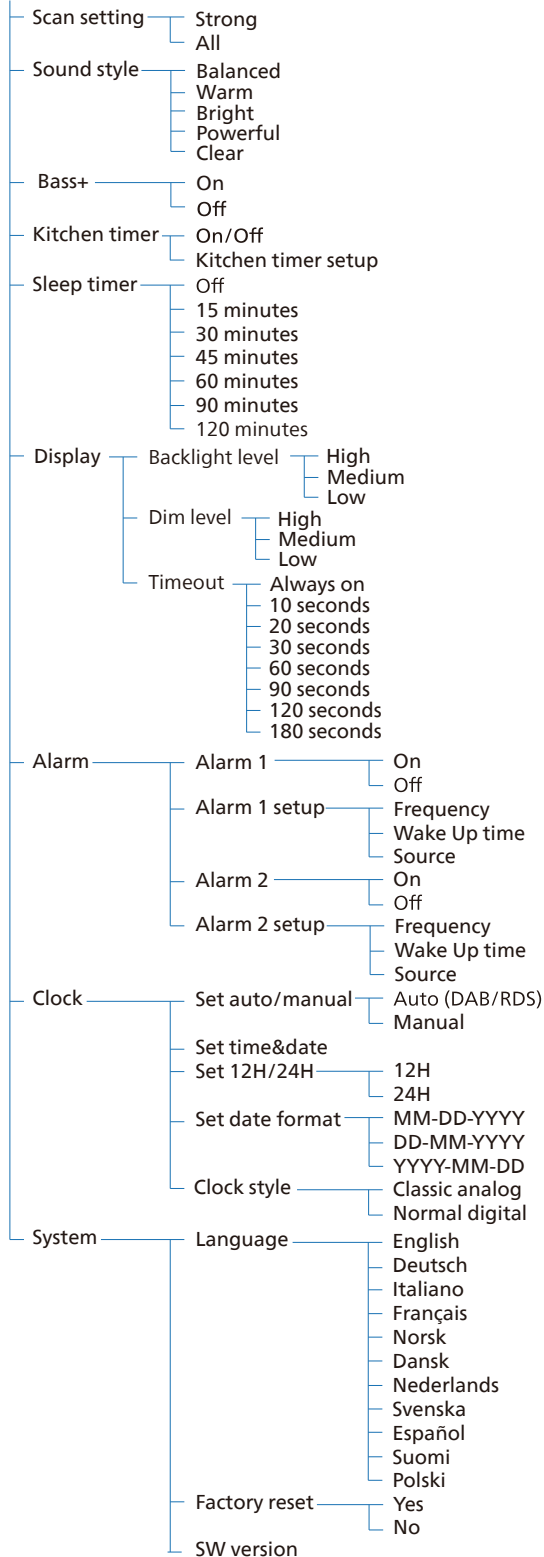 Scan setting Strong
All
Sound style Balanced
Warm
Bright
Powerful
Clear
Bass+ On
Off
Kitchen timer On/Off
Kitchen timer setup
Sleep timer Off
15 minutes
30 minutes
45 minutes
60 minutes
90 minutes
120 minutes
Display Backlight level High
Medium
Low
Dim level High
Medium
Low
Timeout Always on
10 seconds
20 seconds
30 seconds
60 seconds
90 seconds
120 seconds
180 seconds
Alarm Alarm 1 On
Off
Alarm 1 setup Frequency
Wake Up time
Source
Alarm 2 On
Off
Alarm 2 setup Frequency
Wake Up time
Source
Clock Set auto/manual Auto (DAB/RDS)
Manual
Set time&date
Set 12H/24H 12H
24H
Set date format MM-DD-YYYY
DD-MM-YYYY
YYYY-MM-DD
Clock style Classic analog
Normal digital
System Language English
Deutsch
Italiano
Français
Norsk
Dansk
Nederlands
Svenska
Español
Suomi
Polski
Factory reset Yes
No
SW version